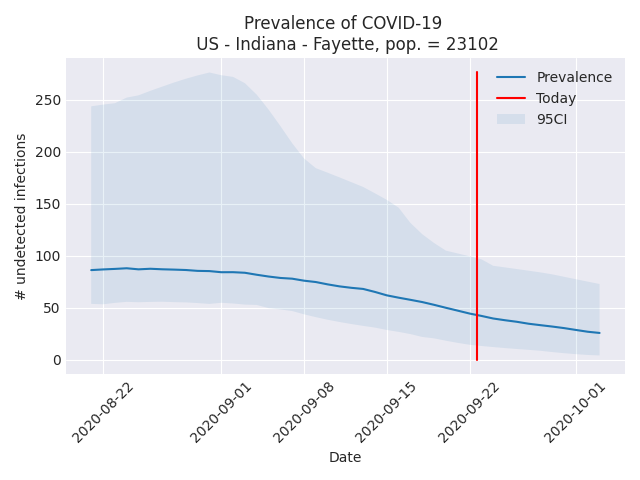 Prevalence of COVID-19
US - Indiana - Fayette, pop. = 23102
Prevalence
Today
95CI
# undetected infections
250
200
150
100
50
0
2020-08-22
2020-09-01
2020-09-08
2020-09-15
2020-09-22
2020-10-01
Date